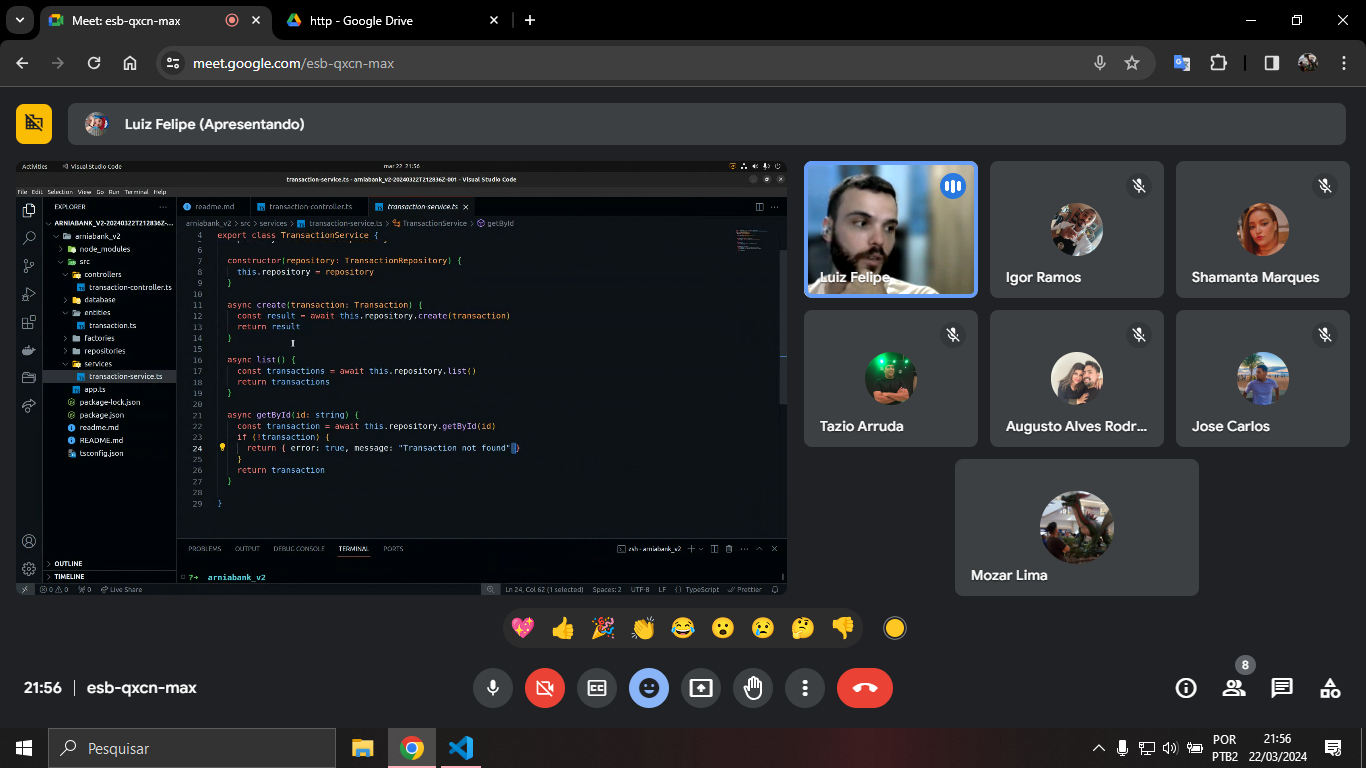 Meet: esb-qxcn-max
http - Google Drive
meet.google.com/esb-qxcn-max
Luiz Felipe (Apresentando)
Activities
Visual Studio Code
mar 22 21:56
transaction-service.ts - arniabank_v2-20240322T212836Z-001 - Visual Studio Code
File Edit Selection View Go Run Terminal Help
EXPLORER
ARNIABANK_V2-20240322T212836Z-...
arniabank_v2
node_modules
src
controllers
transaction-controller.ts
database
entities
transaction.ts
factories
repositories
services
transaction-service.ts
app.ts
package-lock.json
package.json
readme.md
README.md
tsconfig.json
OUTLINE
TIMELINE
readme.md
transaction-controller.ts
transaction-service.ts
arniabank_v2 > src > services > transaction-service.ts > TransactionService > getById
4 export class TransactionService {
6
7 constructor(repository: TransactionRepository) {
8 this.repository = repository
9 }
10
11 async create(transaction: Transaction) {
12 const result = await this.repository.create(transaction)
13 return result
14 }
15
16 async list() {
17 const transactions = await this.repository.list()
18 return transactions
19 }
20
21 async getById(id: string) {
22 const transaction = await this.repository.getById(id)
23 if (!transaction) {
24 return { error: true, message: "Transaction not found" }
25 }
26 return transaction
27 }
28
29 }
PROBLEMS OUTPUT DEBUG CONSOLE TERMINAL PORTS
zsh - arniabank_v2
arniabank_v2
0 0 0 Live Share
Ln 24, Col 62 (1 selected) Spaces: 2 UTF-8 LF { } TypeScript Prettier
Luiz Felipe
Igor Ramos
Shamanta Marques
Tazio Arruda
Augusto Alves Rodr...
Jose Carlos
Mozar Lima
21:56 | esb-qxcn-max
8
Pesquisar
POR
PTB2
21:56
22/03/2024